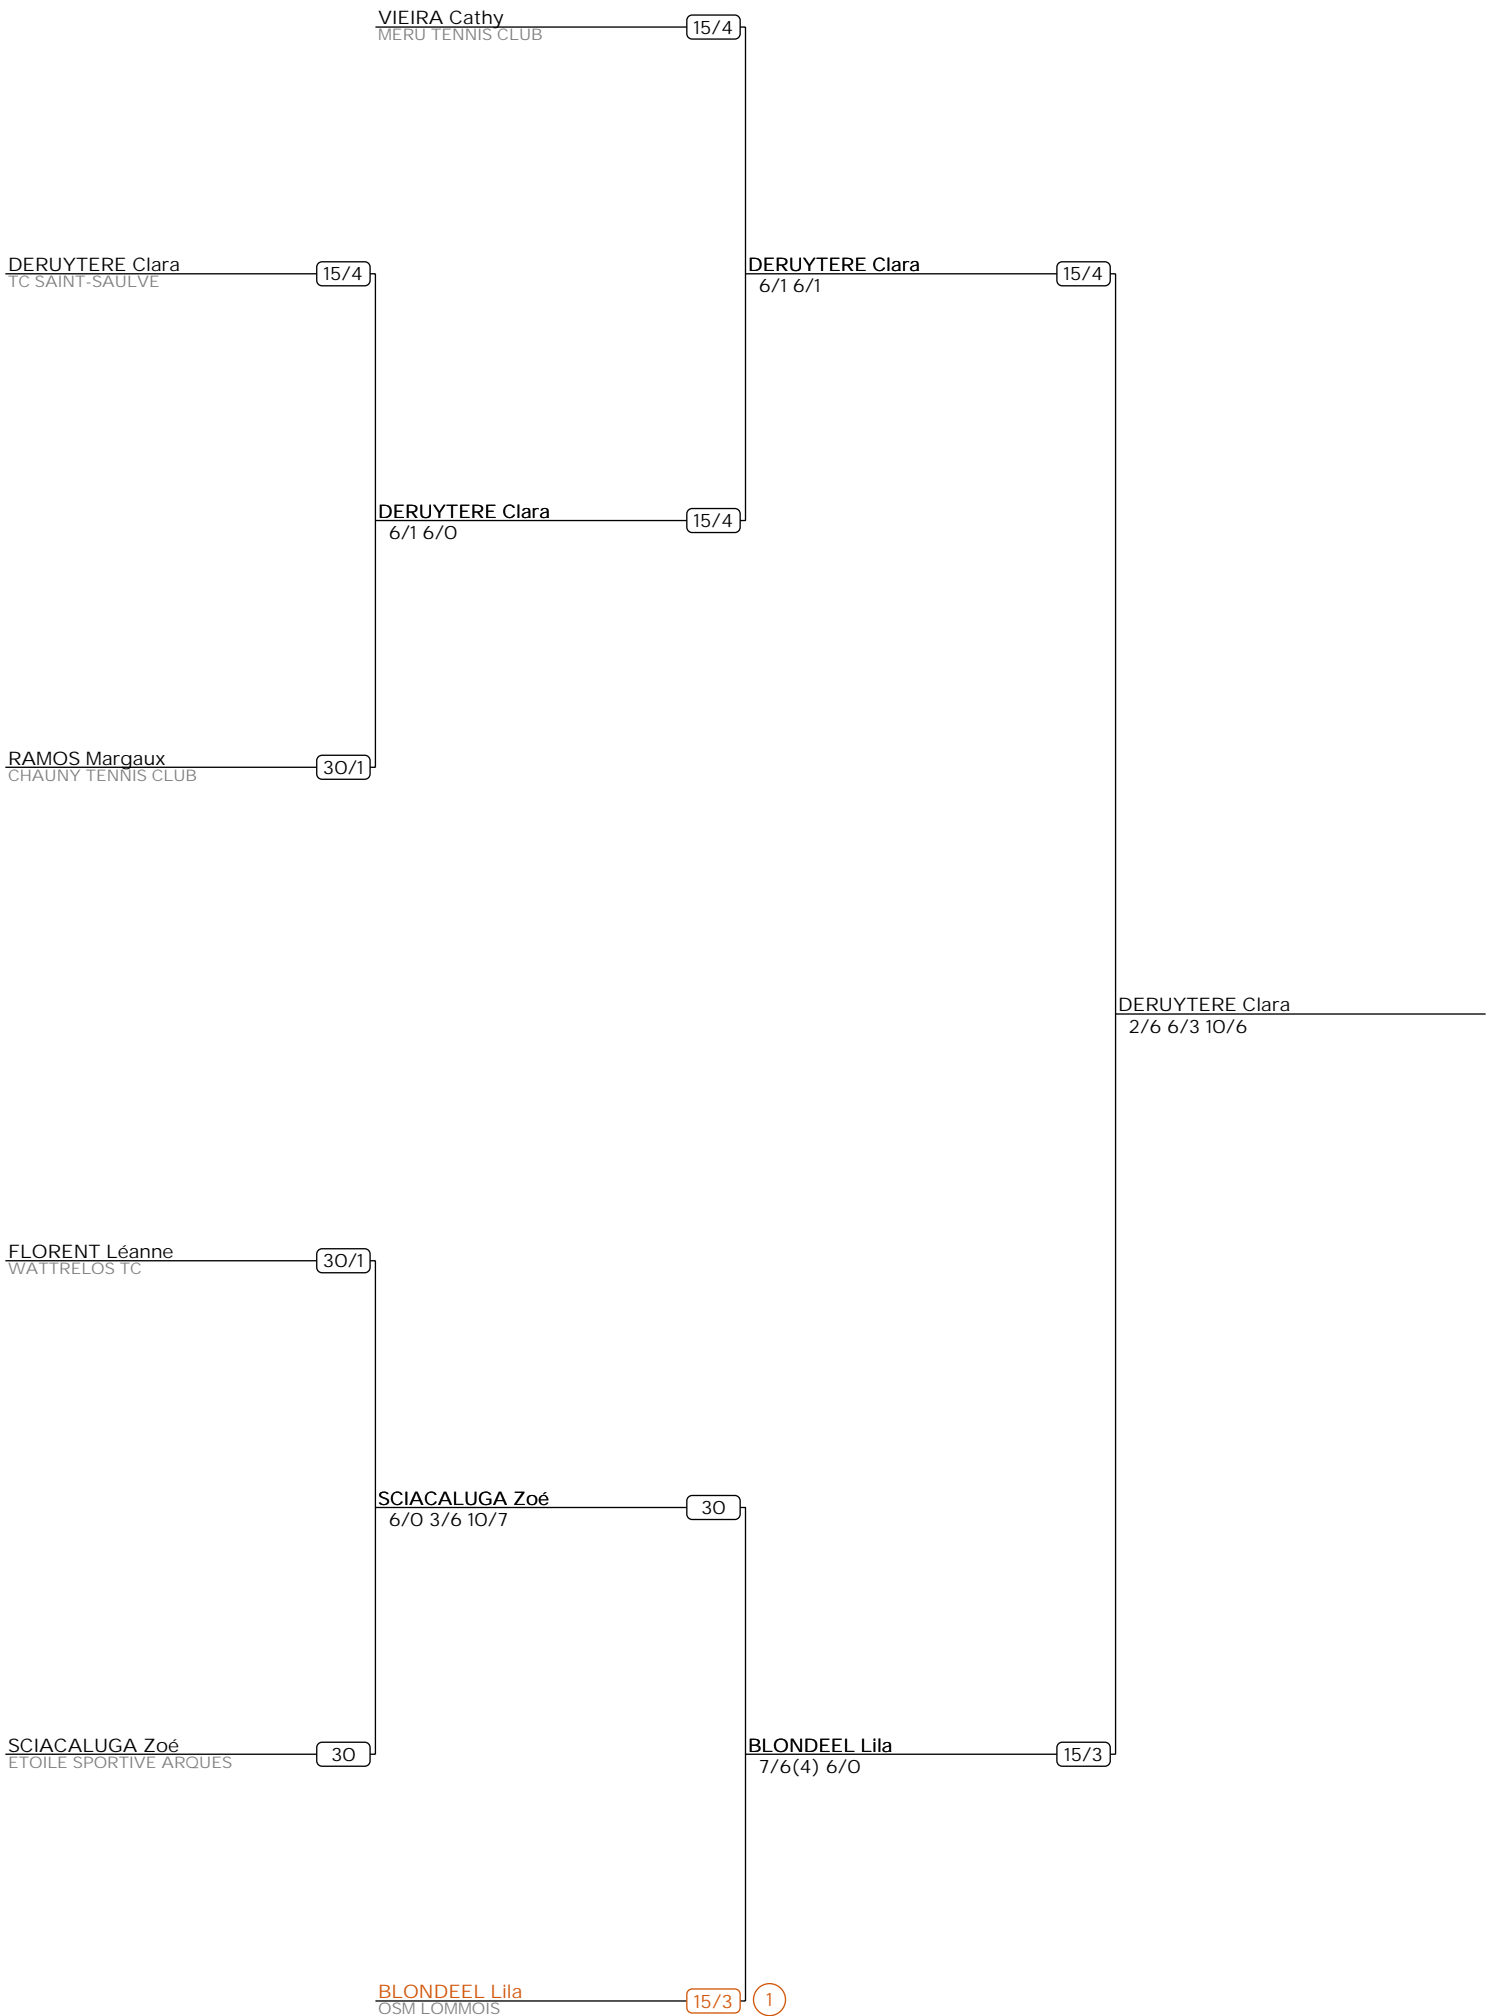 VIEIRA Cathy
MERU TENNIS CLUB
15/4
DERUYTERE Clara
TC SAINT-SAULVE
15/4
DERUYTERE Clara
6/1 6/1
15/4
DERUYTERE Clara
6/1 6/0
15/4
RAMOS Margaux
CHAUNY TENNIS CLUB
30/1
DERUYTERE Clara
2/6 6/3 10/6
FLORENT Léanne
WATTRELOS TC
30/1
SCIACALUGA Zoé
6/0 3/6 10/7
30
SCIACALUGA Zoé
ETOILE SPORTIVE ARQUES
30
BLONDEEL Lila
7/6(4) 6/0
15/3
BLONDEEL Lila
OSM LOMMOIS
15/3
1